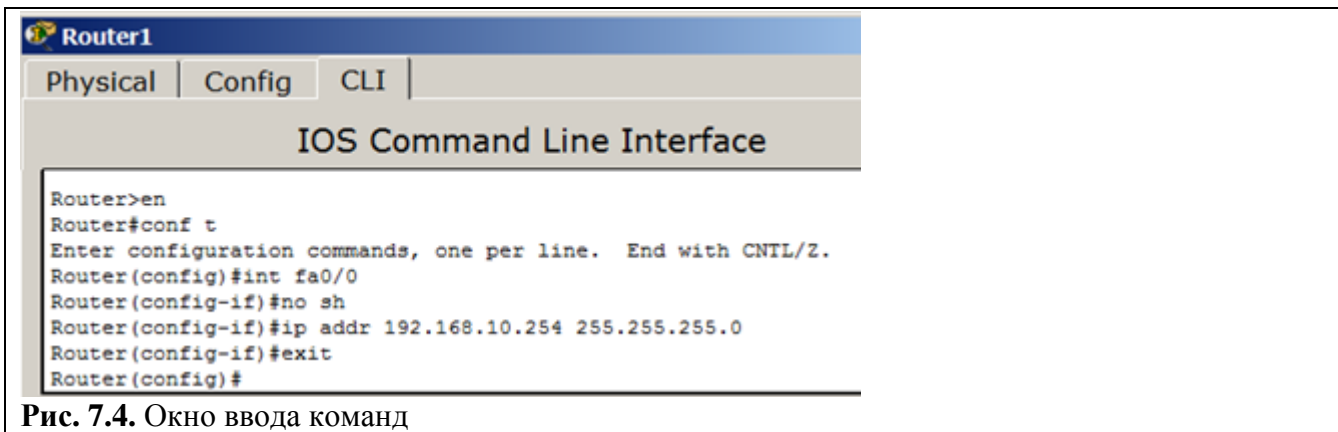 Router1
Physical Config CLI
IOS Command Line Interface
Router>en
Router#conf t
Enter configuration commands, one per line.  End with CNTL/Z.
Router(config)#int fa0/0
Router(config-if)#no sh
Router(config-if)#ip addr 192.168.10.254 255.255.255.0
Router(config-if)#exit
Router(config)#
Рис. 7.4. Окно ввода команд